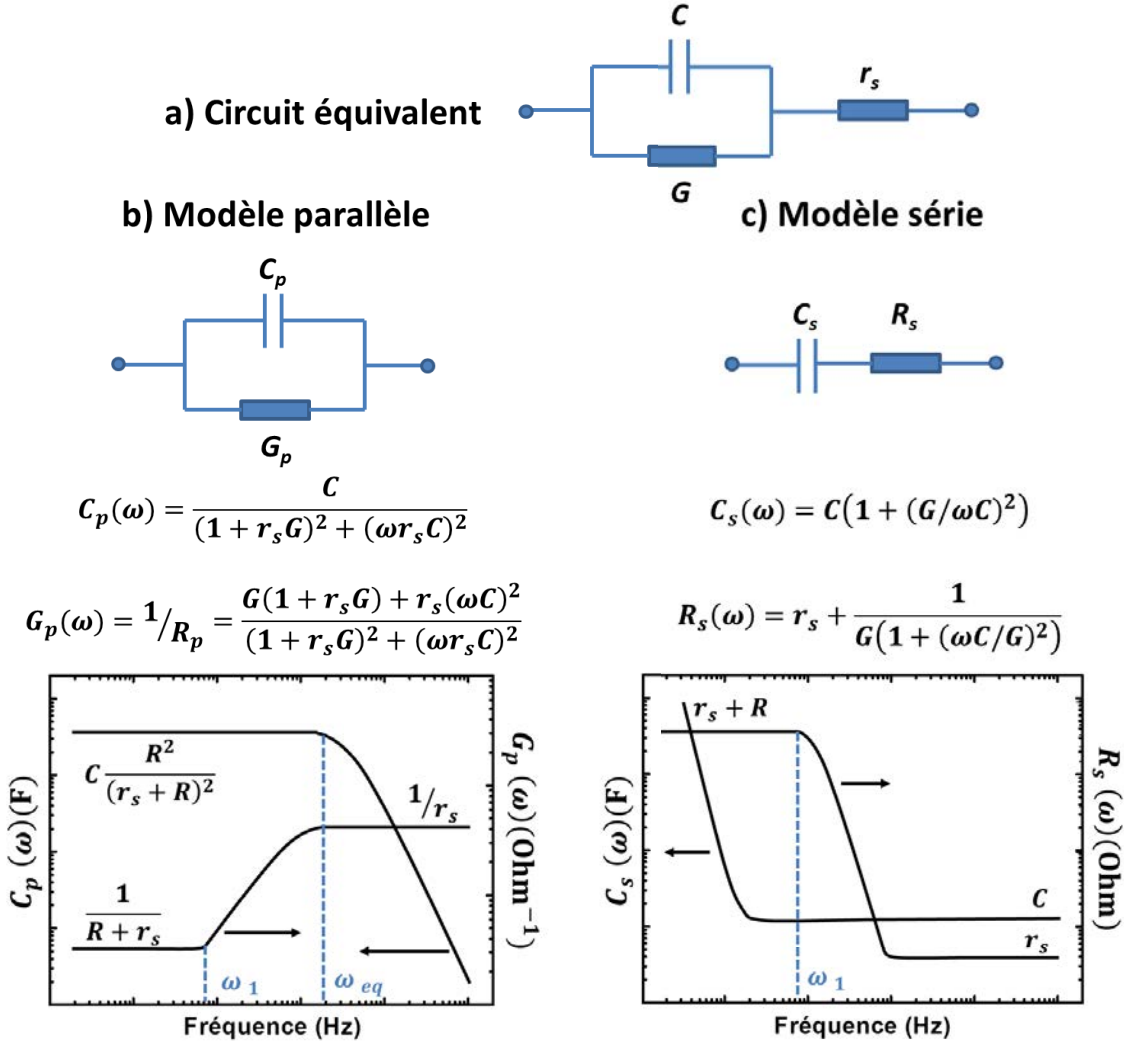 C
r_s
a) Circuit équivalent
G
b) Modèle parallèle
c) Modèle série
C_p
G_p
C_s
R_s
C_p(ω) = C / ((1 + r_sG)² + (ωr_sC)²)
C_s(ω) = C(1 + (G/ωC)²)
G_p(ω) = 1/R_p = (G(1 + r_sG) + r_s(ωC)²) / ((1 + r_sG)² + (ωr_sC)²)
R_s(ω) = r_s + 1 / (G(1 + (ωC/G)²))
C_p (ω)(F)
C R² / (r_s + R)²
1/r_s
1 / (R + r_s)
ω_1
ω_eq
G_p (ω)(Ohm⁻¹)
Fréquence (Hz)
C_s (ω)(F)
r_s + R
C
r_s
ω_1
R_s (ω)(Ohm)
Fréquence (Hz)